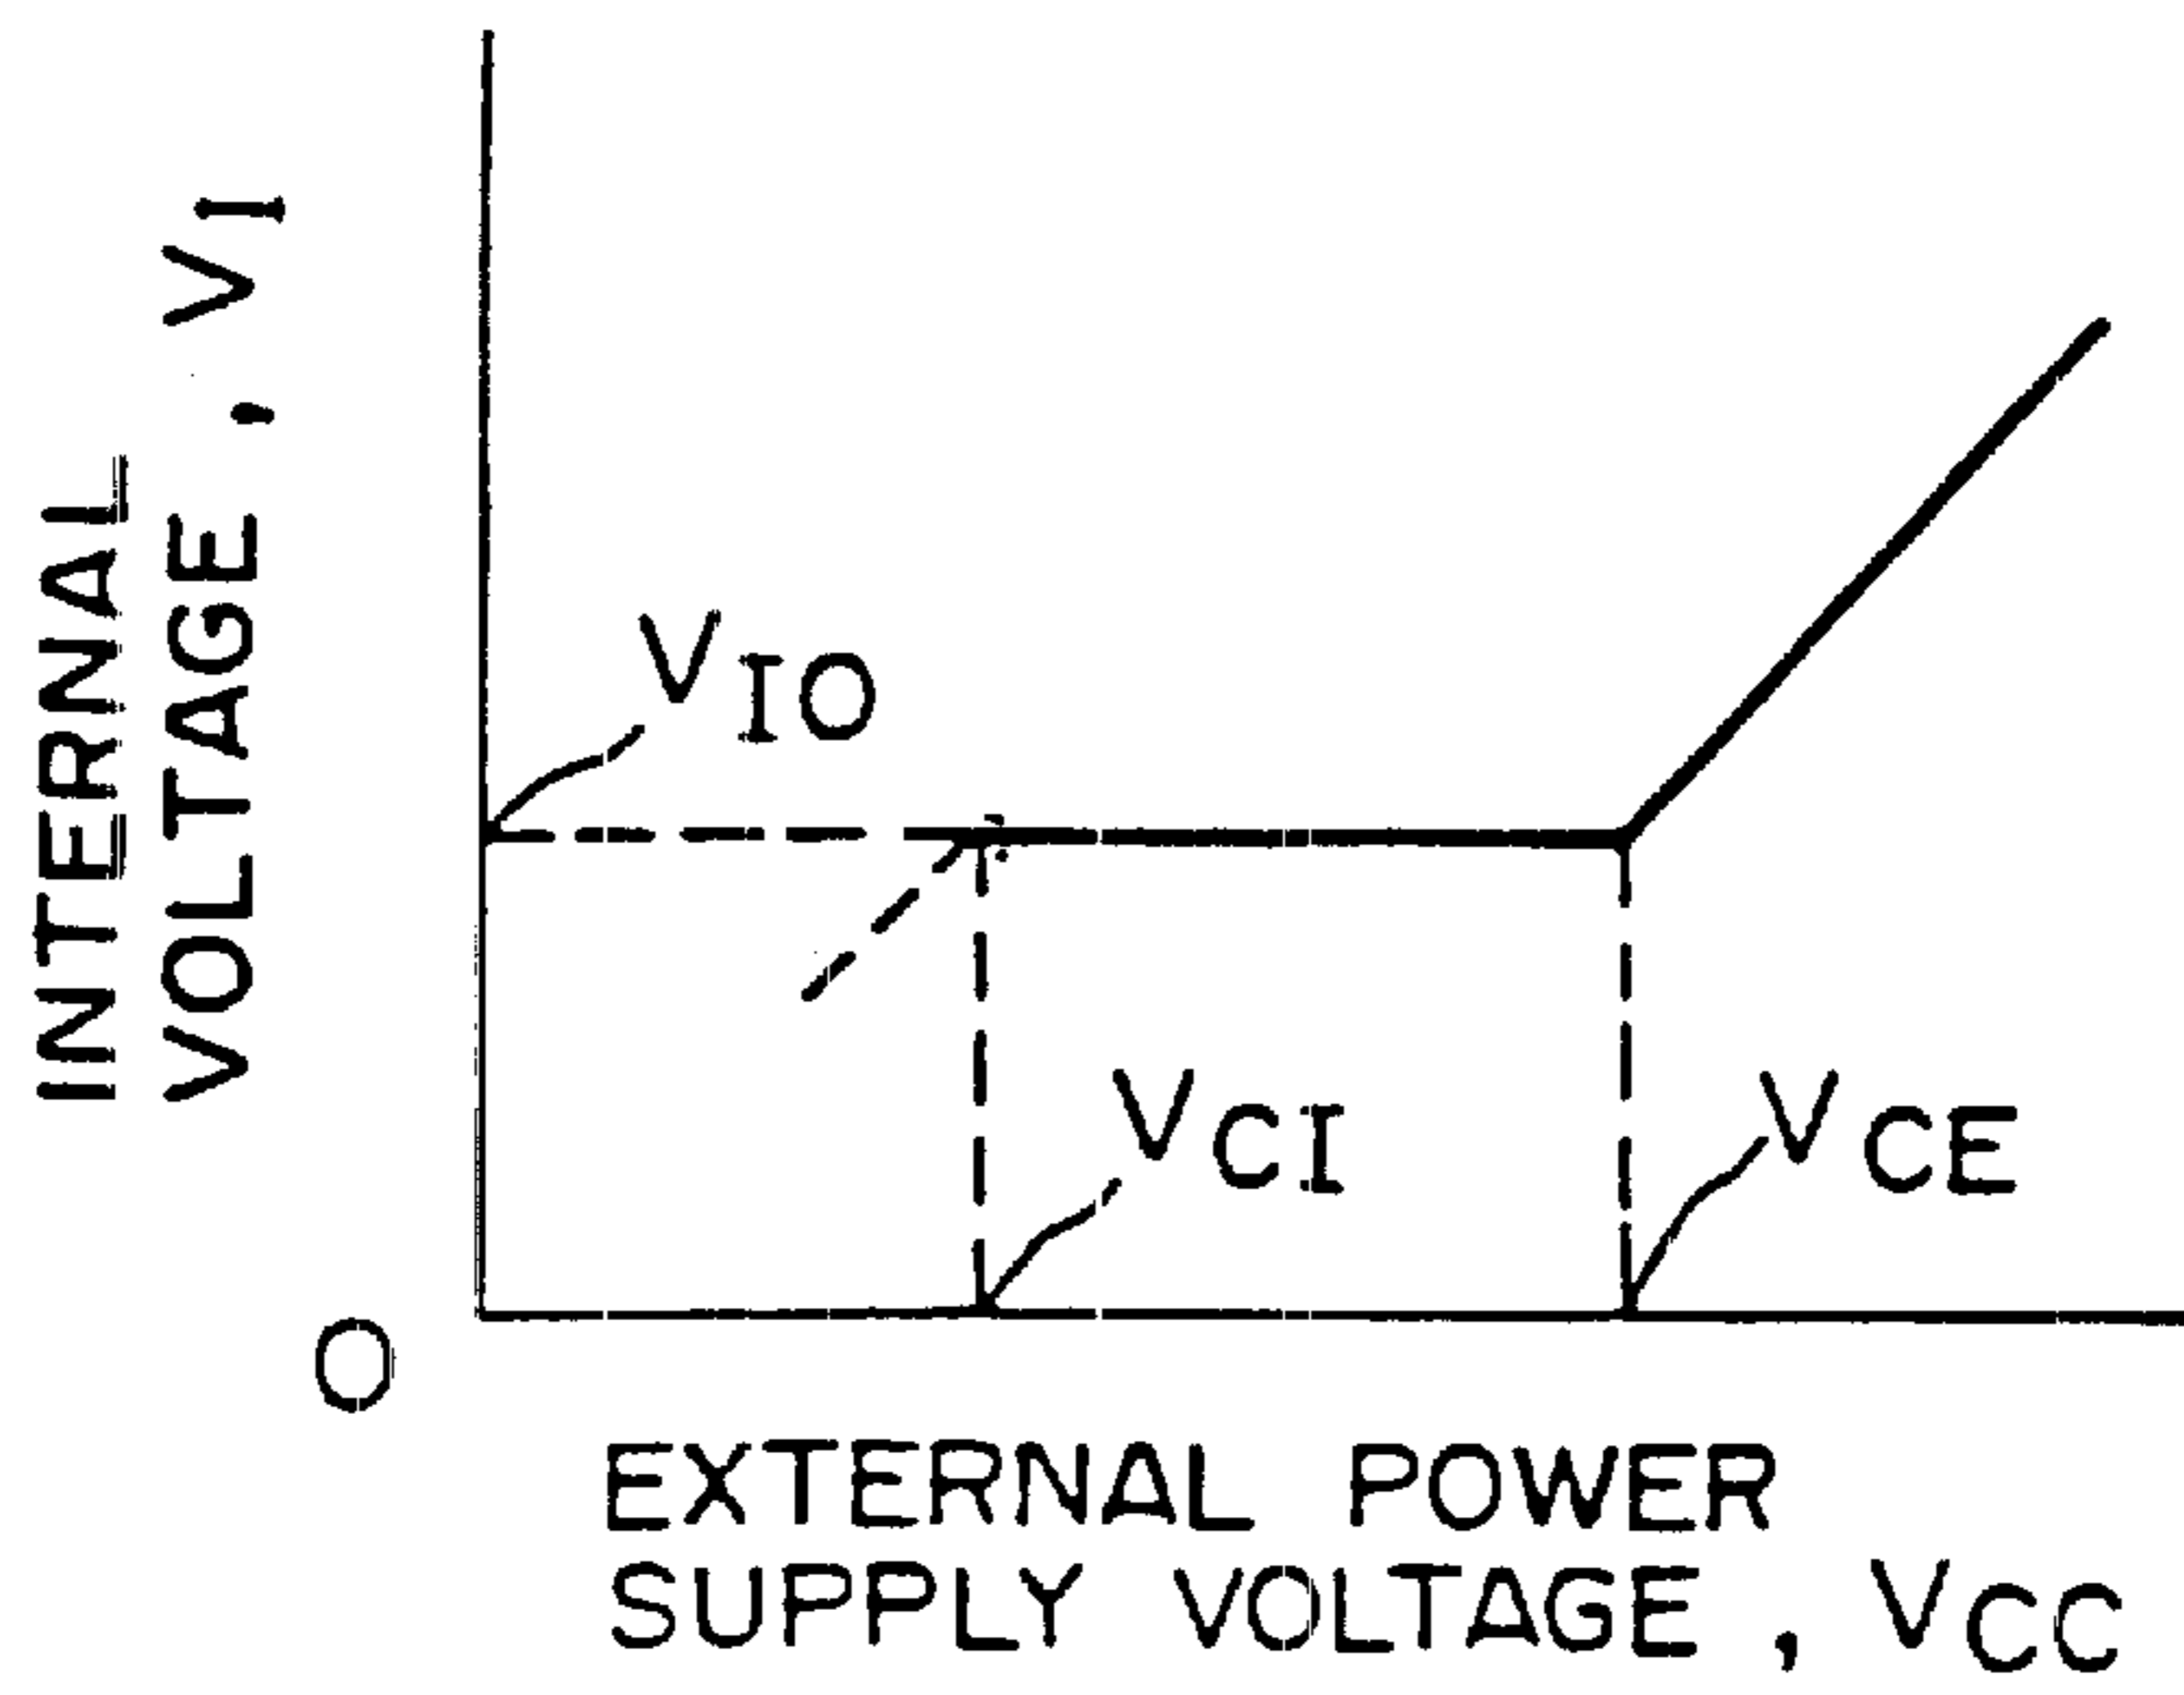 INTERNAL
VOLTAGE , VI
VIO
VCI
VCE
O
EXTERNAL POWER
SUPPLY VOLTAGE , VCC